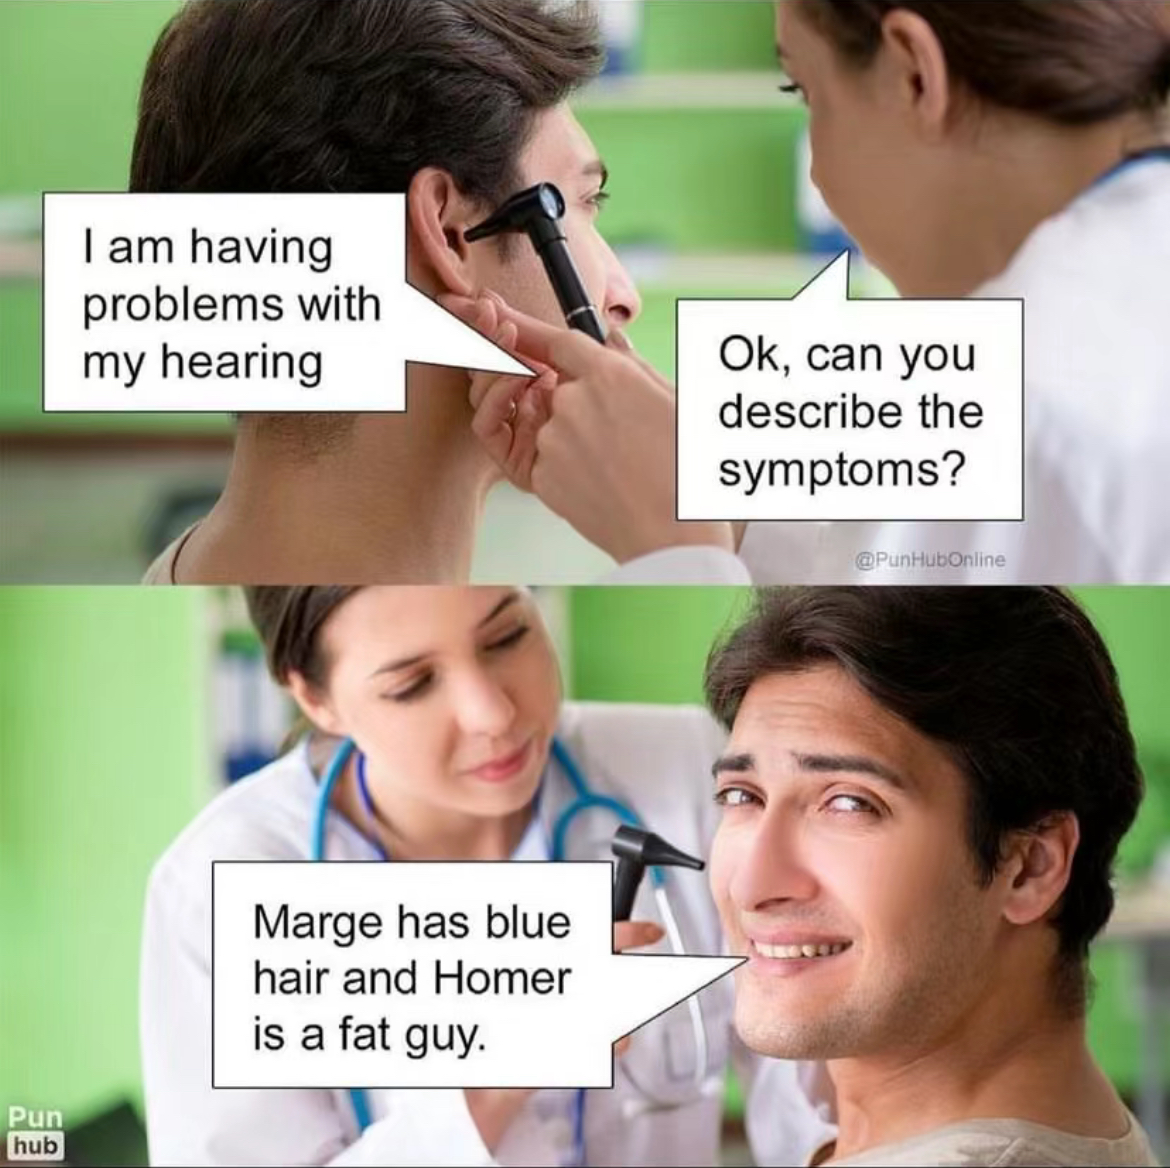 I am having
problems with
my hearing
Ok, can you
describe the
symptoms?
@PunHubOnline
Marge has blue
hair and Homer
is a fat guy.
Pun
hub